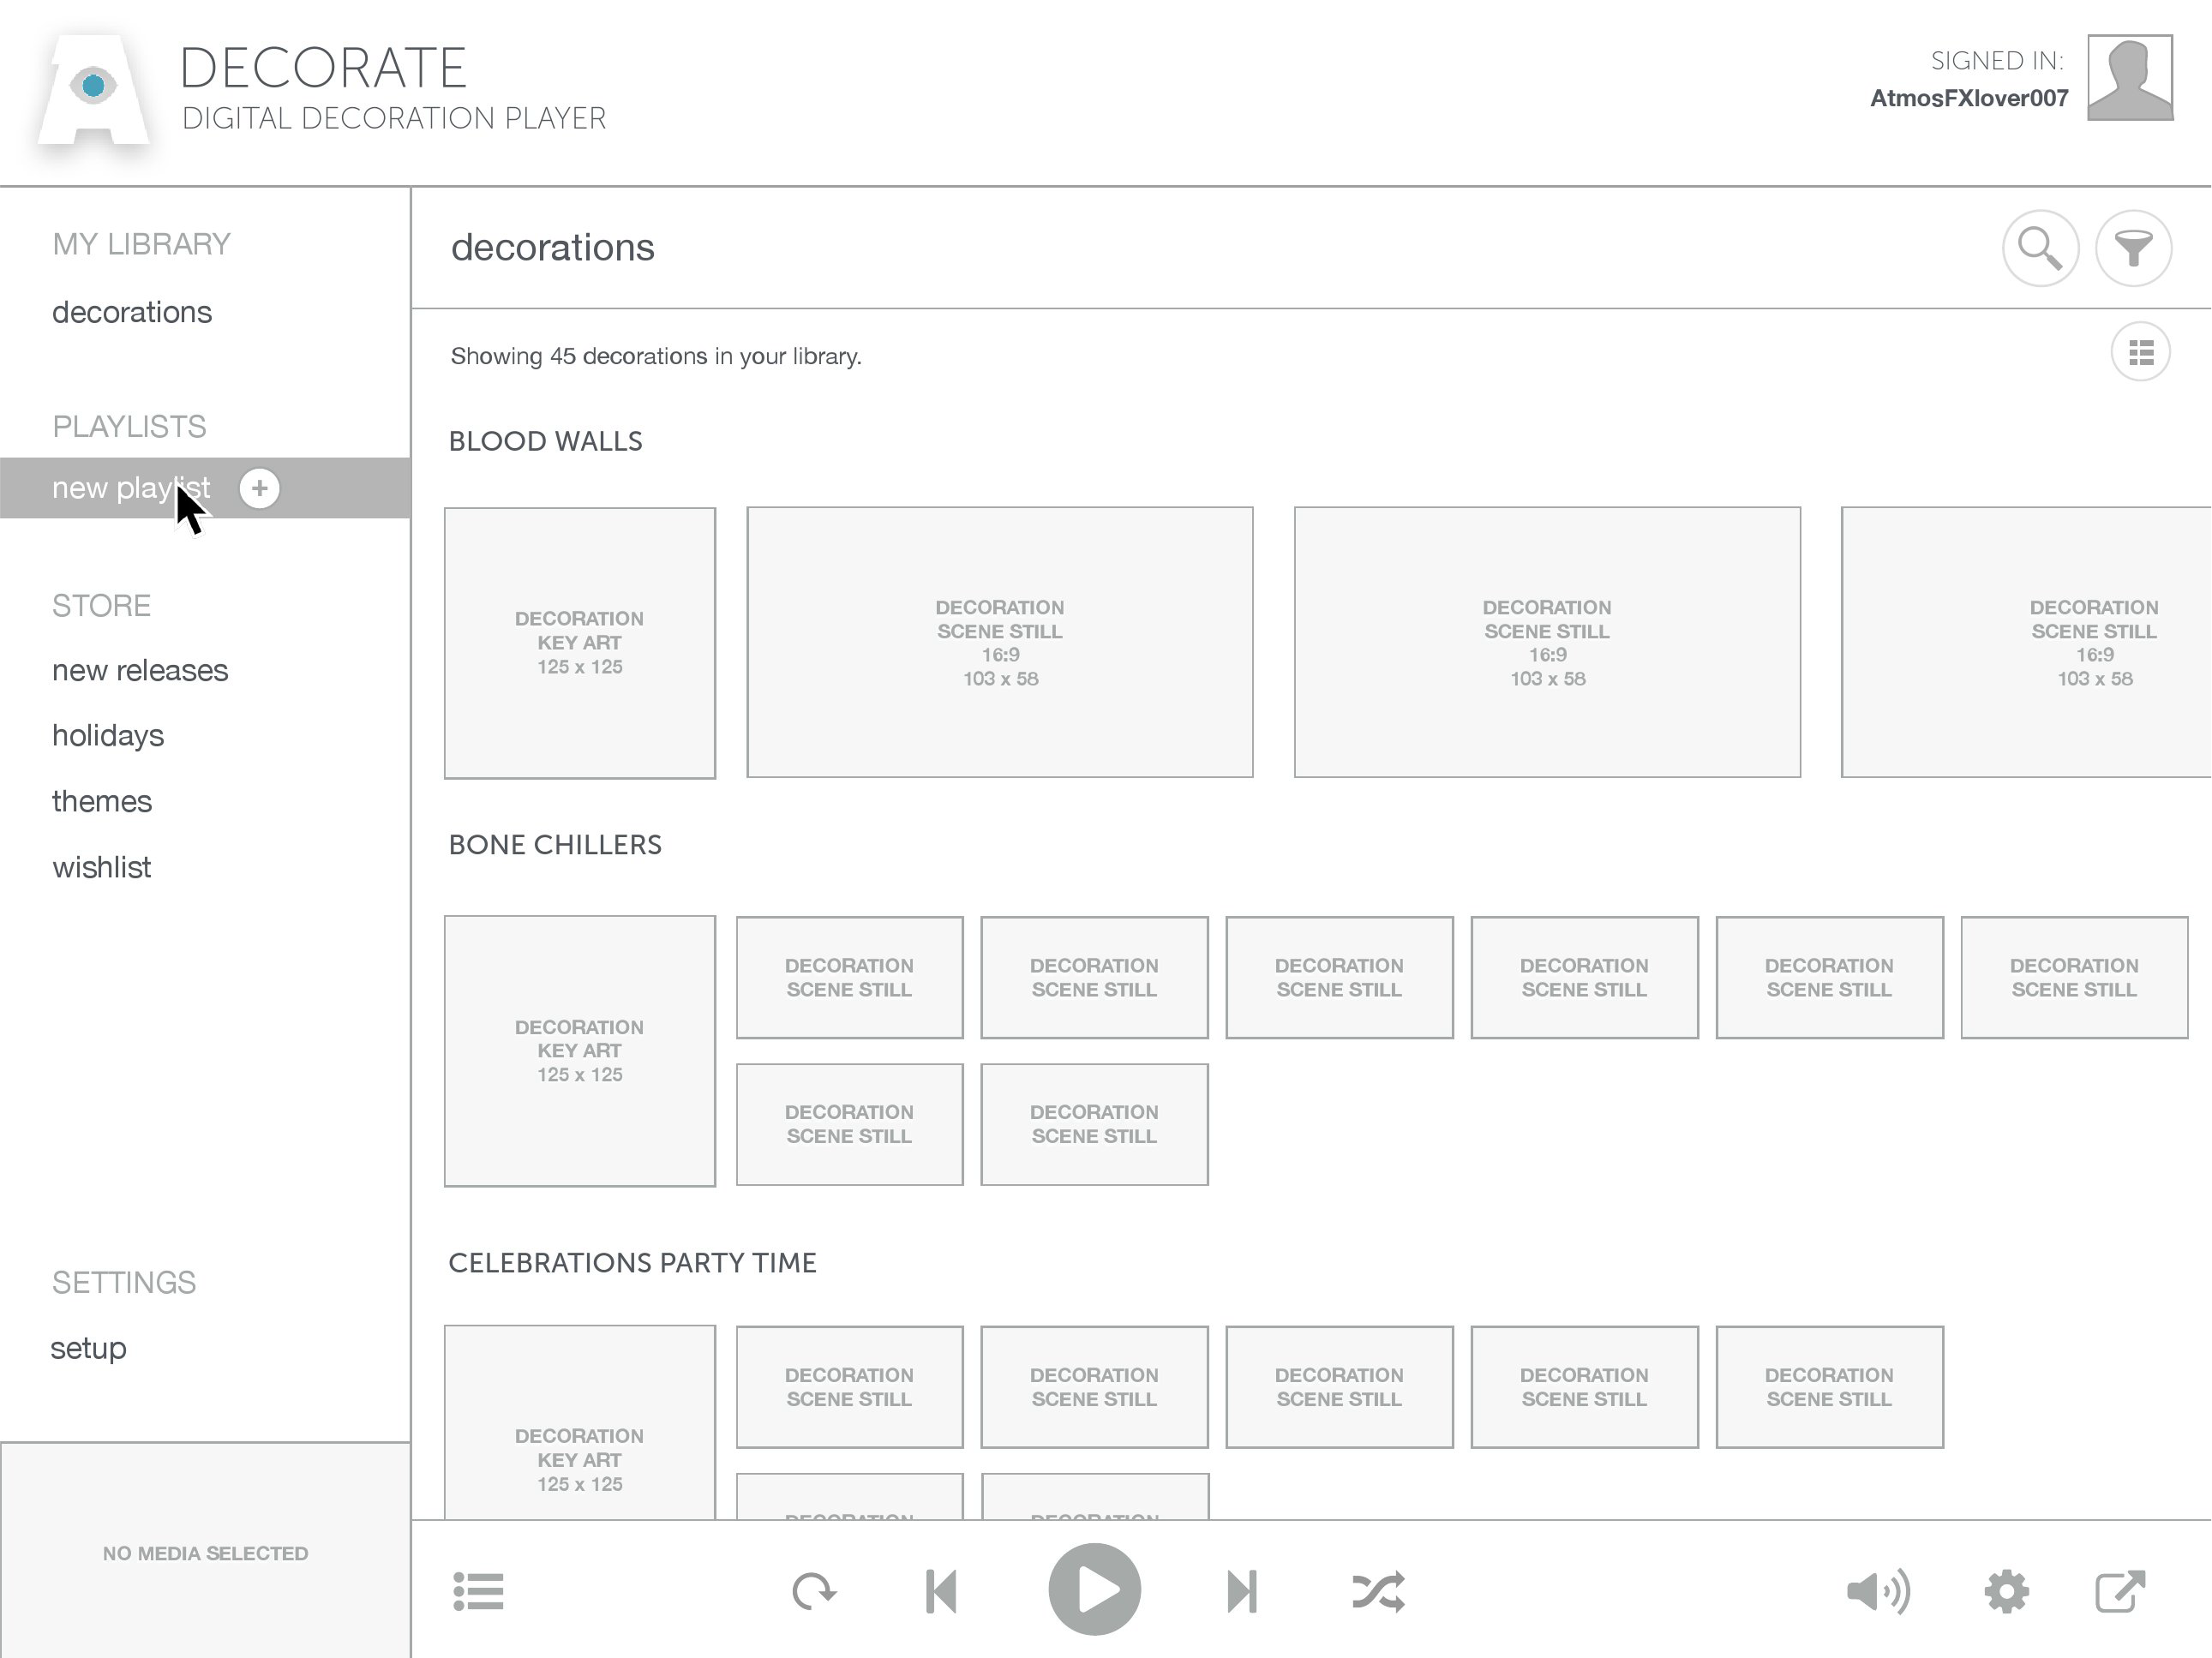 DECORATE
DIGITAL DECORATION PLAYER
SIGNED IN:
AtmosFXlover007
MY LIBRARY
decorations
PLAYLISTS
new playlist
STORE
new releases
holidays
themes
wishlist
SETTINGS
setup
NO MEDIA SELECTED
decorations
Showing 45 decorations in your library.
BLOOD WALLS
DECORATION
KEY ART
125 x 125
DECORATION
SCENE STILL
16:9
103 x 58
DECORATION
SCENE STILL
16:9
103 x 58
DECORATION
SCENE STILL
16:9
103 x 58
BONE CHILLERS
DECORATION
KEY ART
125 x 125
DECORATION
SCENE STILL
DECORATION
SCENE STILL
DECORATION
SCENE STILL
DECORATION
SCENE STILL
DECORATION
SCENE STILL
DECORATION
SCENE STILL
DECORATION
SCENE STILL
DECORATION
SCENE STILL
CELEBRATIONS PARTY TIME
DECORATION
KEY ART
125 x 125
DECORATION
SCENE STILL
DECORATION
SCENE STILL
DECORATION
SCENE STILL
DECORATION
SCENE STILL
DECORATION
SCENE STILL
DECORATION
DECORATION